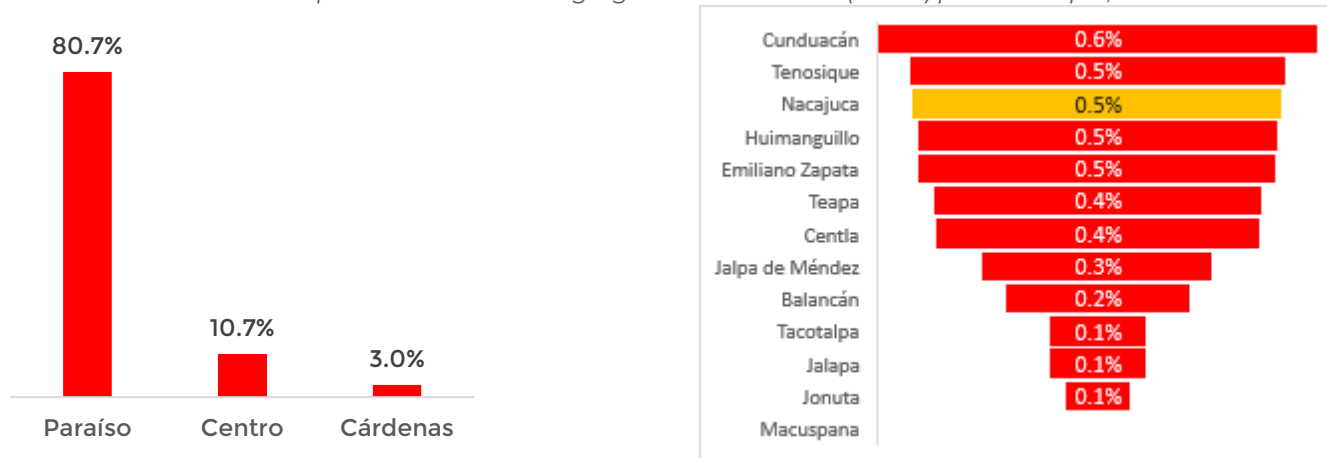 80.7%
10.7%
3.0%
Paraíso Centro Cárdenas
Cunduacán 0.6%
Tenosique 0.5%
Nacajuca 0.5%
Huimanguillo 0.5%
Emiliano Zapata 0.5%
Teapa 0.4%
Centla 0.4%
Jalpa de Méndez 0.3%
Balancán 0.2%
Tacotalpa 0.1%
Jalapa 0.1%
Jonuta 0.1%
Macuspana